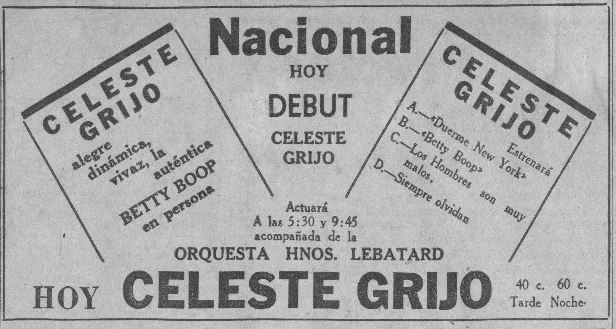 CELESTE
GRIJO
alegre
dinámica,
vivaz, la
auténtica
BETTY BOOP
en persona
Nacional
HOY
DEBUT
CELESTE
GRIJO
Actuará
A las 5:30 y 9:45
acompañada de la
ORQUESTA HNOS. LEBATARD
CELESTE
GRIJO
Estrenará
A.—«Duerme New York»
B.—«Betty Boop»
C.—Los Hombres son muy
malos.
D.—Siempre olvidan
HOY CELESTE GRIJO
40 c. 60 c.
Tarde Noche